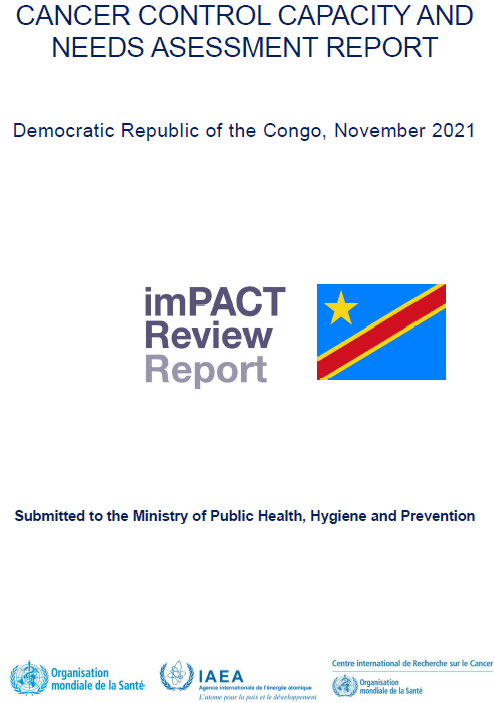 CANCER CONTROL CAPACITY AND
NEEDS ASESSMENT REPORT
Democratic Republic of the Congo, November 2021
imPACT
Review
Report
Submitted to the Ministry of Public Health, Hygiene and Prevention
Organisation
mondiale de la Santé
IAEA
Agence internationale de l'énergie atomique
L'atome pour la paix et le développement
Centre international de Recherche sur le Cancer
Organisation
mondiale de la Santé